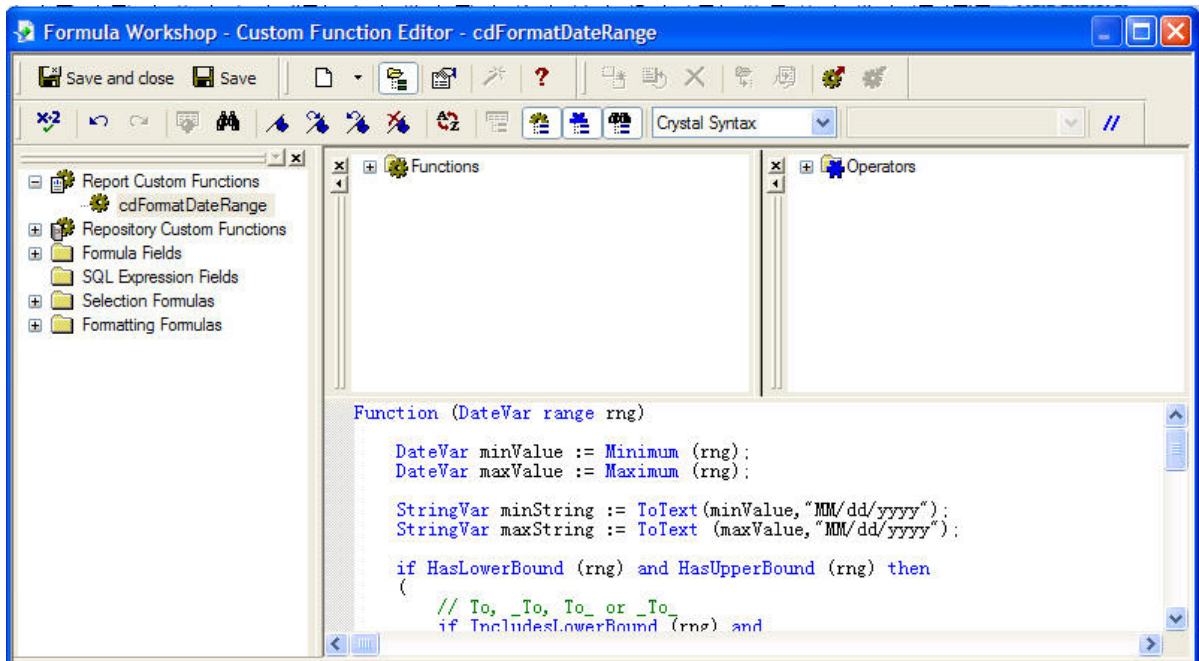 Formula Workshop - Custom Function Editor - cdFormatDateRange
Save and close Save
Crystal Syntax
Report Custom Functions
cdFormatDateRange
Repository Custom Functions
Formula Fields
SQL Expression Fields
Selection Formulas
Formatting Formulas
Functions
Operators
Function (DateVar range rng)
DateVar minValue := Minimum (rng);
DateVar maxValue := Maximum (rng);
StringVar minString := ToText(minValue,"MM/dd/yyyy");
StringVar maxString := ToText (maxValue,"MM/dd/yyyy");
if HasLowerBound (rng) and HasUpperBound (rng) then
(
// To, _To, To_ or _To_
if IncludesLowerBound (rng) and